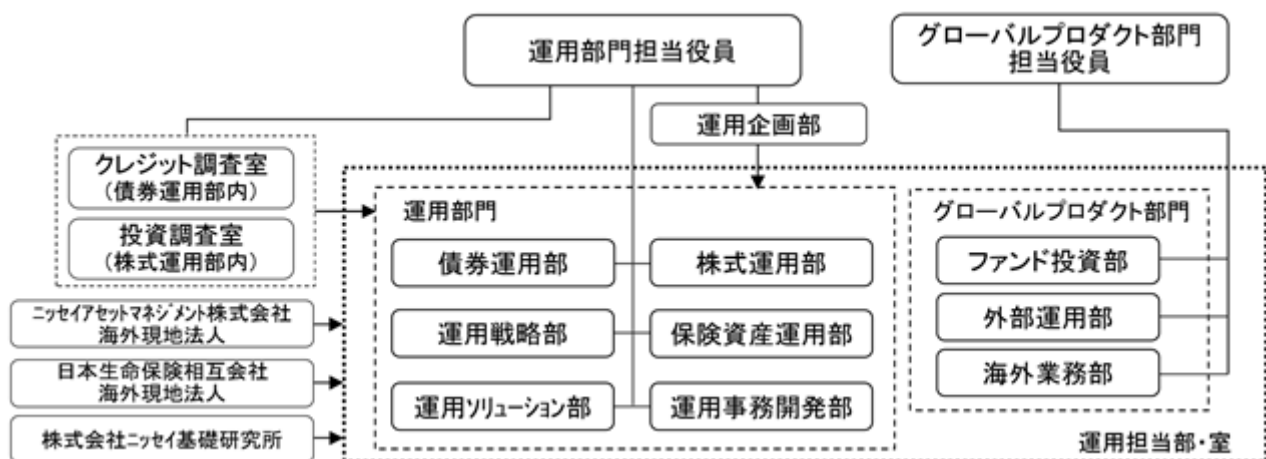 運用部門担当役員
グローバルプロダクト部門
担当役員
運用企画部
クレジット調査室
(債券運用部内)
投資調査室
(株式運用部内)
運用部門
債券運用部
株式運用部
運用戦略部
保険資産運用部
運用ソリューション部
運用事務開発部
グローバルプロダクト部門
ファンド投資部
外部運用部
海外業務部
ニッセイアセットマネジメント株式会社
海外現地法人
日本生命保険相互会社
海外現地法人
株式会社ニッセイ基礎研究所
運用担当部・室